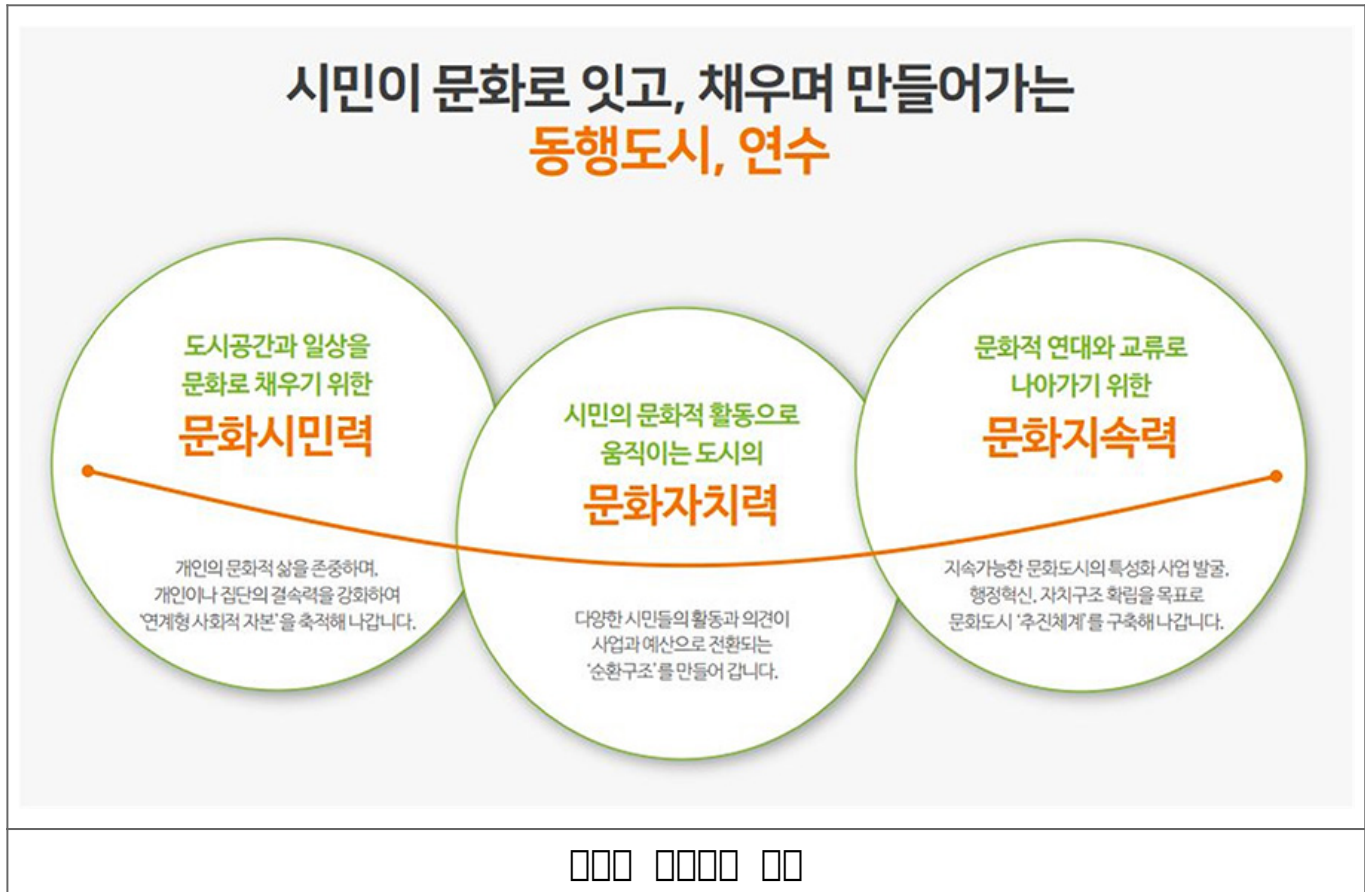 시민이 문화로 잇고, 채우며 만들어가는
동행도시, 연수
도시공간과 일상을
문화로 채우기 위한
문화시민력
개인의 문화적 삶을 존중하며,
개인이나 집단의 결속력을 강화하여
'연계형 사회적 자본'을 축적해 나갑니다.
시민의 문화적 활동으로
움직이는 도시의
문화자치력
다양한 시민들의 활동과 의견이
사업과 예산으로 전환되는
'순환구조'를 만들어 갑니다.
문화적 연대와 교류로
나아가기 위한
문화지속력
지속가능한 문화도시의 특성화 사업 발굴,
행정혁신, 자치구조 확립을 목표로
문화도시 '추진체계'를 구축해 나갑니다.